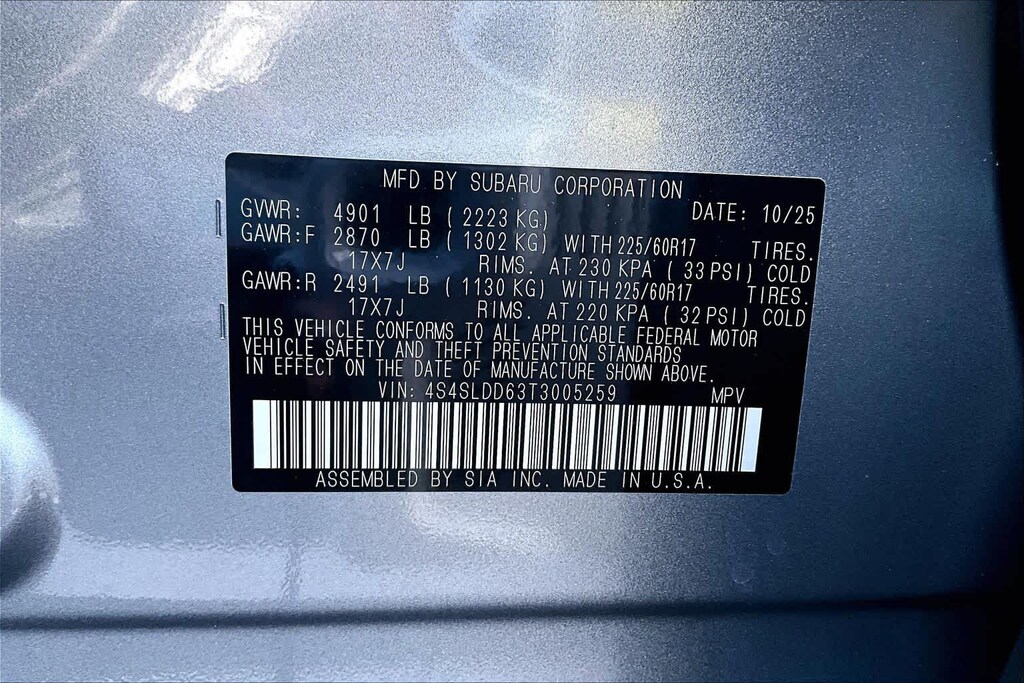 MFD BY SUBARU CORPORATION
GVWR: 4901 LB ( 2223 KG) DATE: 10/25
GAWR:F 2870 LB ( 1302 KG) WITH 225/60R17 TIRES.
17X7J RIMS. AT 230 KPA ( 33 PSI) COLD
GAWR:R 2491 LB ( 1130 KG) WITH 225/60R17 TIRES.
17X7J RIMS. AT 220 KPA ( 32 PSI) COLD
THIS VEHICLE CONFORMS TO ALL APPLICABLE FEDERAL MOTOR
VEHICLE SAFETY AND THEFT PREVENTION STANDARDS
IN EFFECT ON THE DATE OF MANUFACTURE SHOWN ABOVE.
VIN: 4S4SLDD63T3005259 MPV
ASSEMBLED BY SIA INC. MADE IN U.S.A.